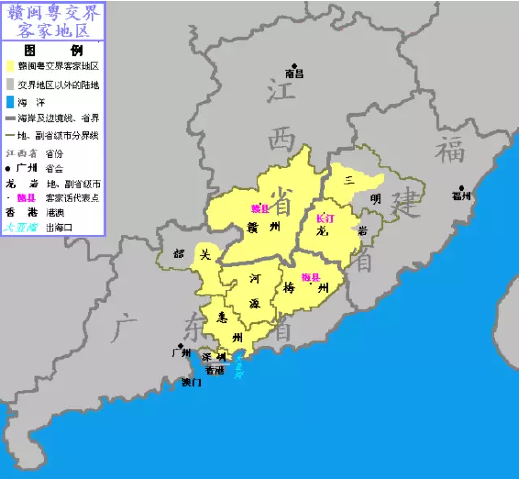 赣闽粤交界
客家地区
图 例
赣闽粤交界客家地区
交界地区以外的陆地
海 洋
海岸及边境线、省界
地、副省级市分界线
江西省 省份
广州 省会
龙岩 地、副省级市
赣县 客家话代表点
香港 港澳
大亚湾 出海口
南昌
江西省
福建省
福州
三明
赣县
赣州
长汀
龙岩
韶关
河源
梅县
梅州
惠州
广东省
广州
深圳
香港
澳门
大亚湾